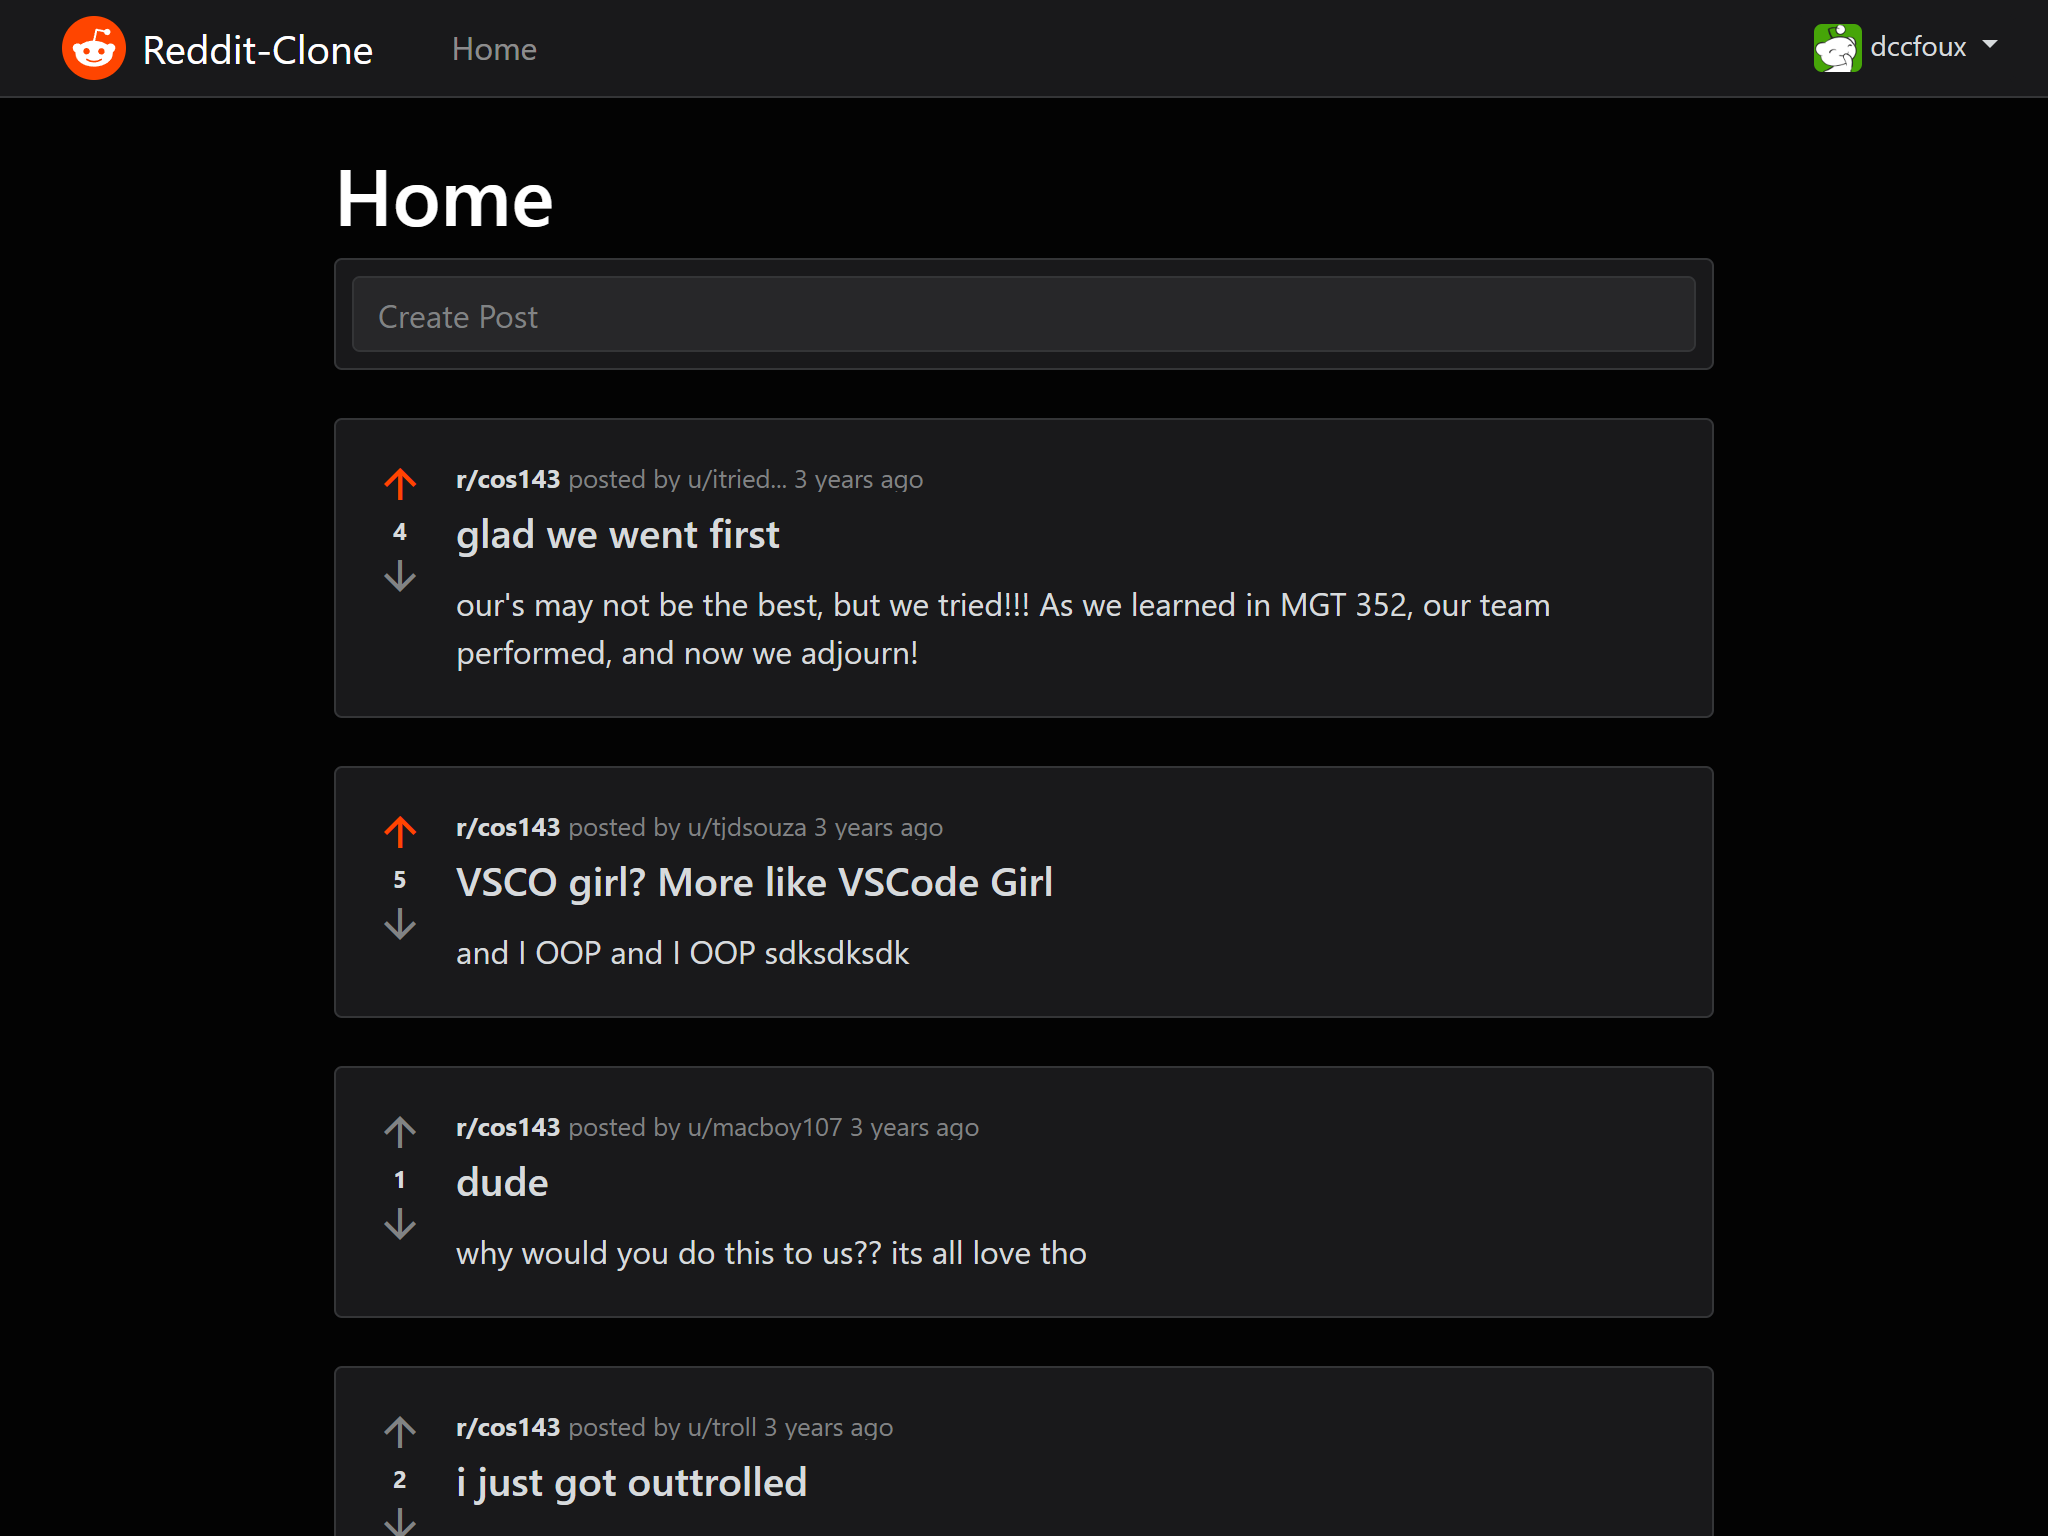 Reddit-Clone Home dccfoux
Home
Create Post
r/cos143 posted by u/itried... 3 years ago
4
glad we went first
our's may not be the best, but we tried!!! As we learned in MGT 352, our team
performed, and now we adjourn!
r/cos143 posted by u/tjdsouza 3 years ago
5
VSCO girl? More like VSCode Girl
and I OOP and I OOP sdksdksdk
r/cos143 posted by u/macboy107 3 years ago
1
dude
why would you do this to us?? its all love tho
r/cos143 posted by u/troll 3 years ago
2
i just got outtrolled